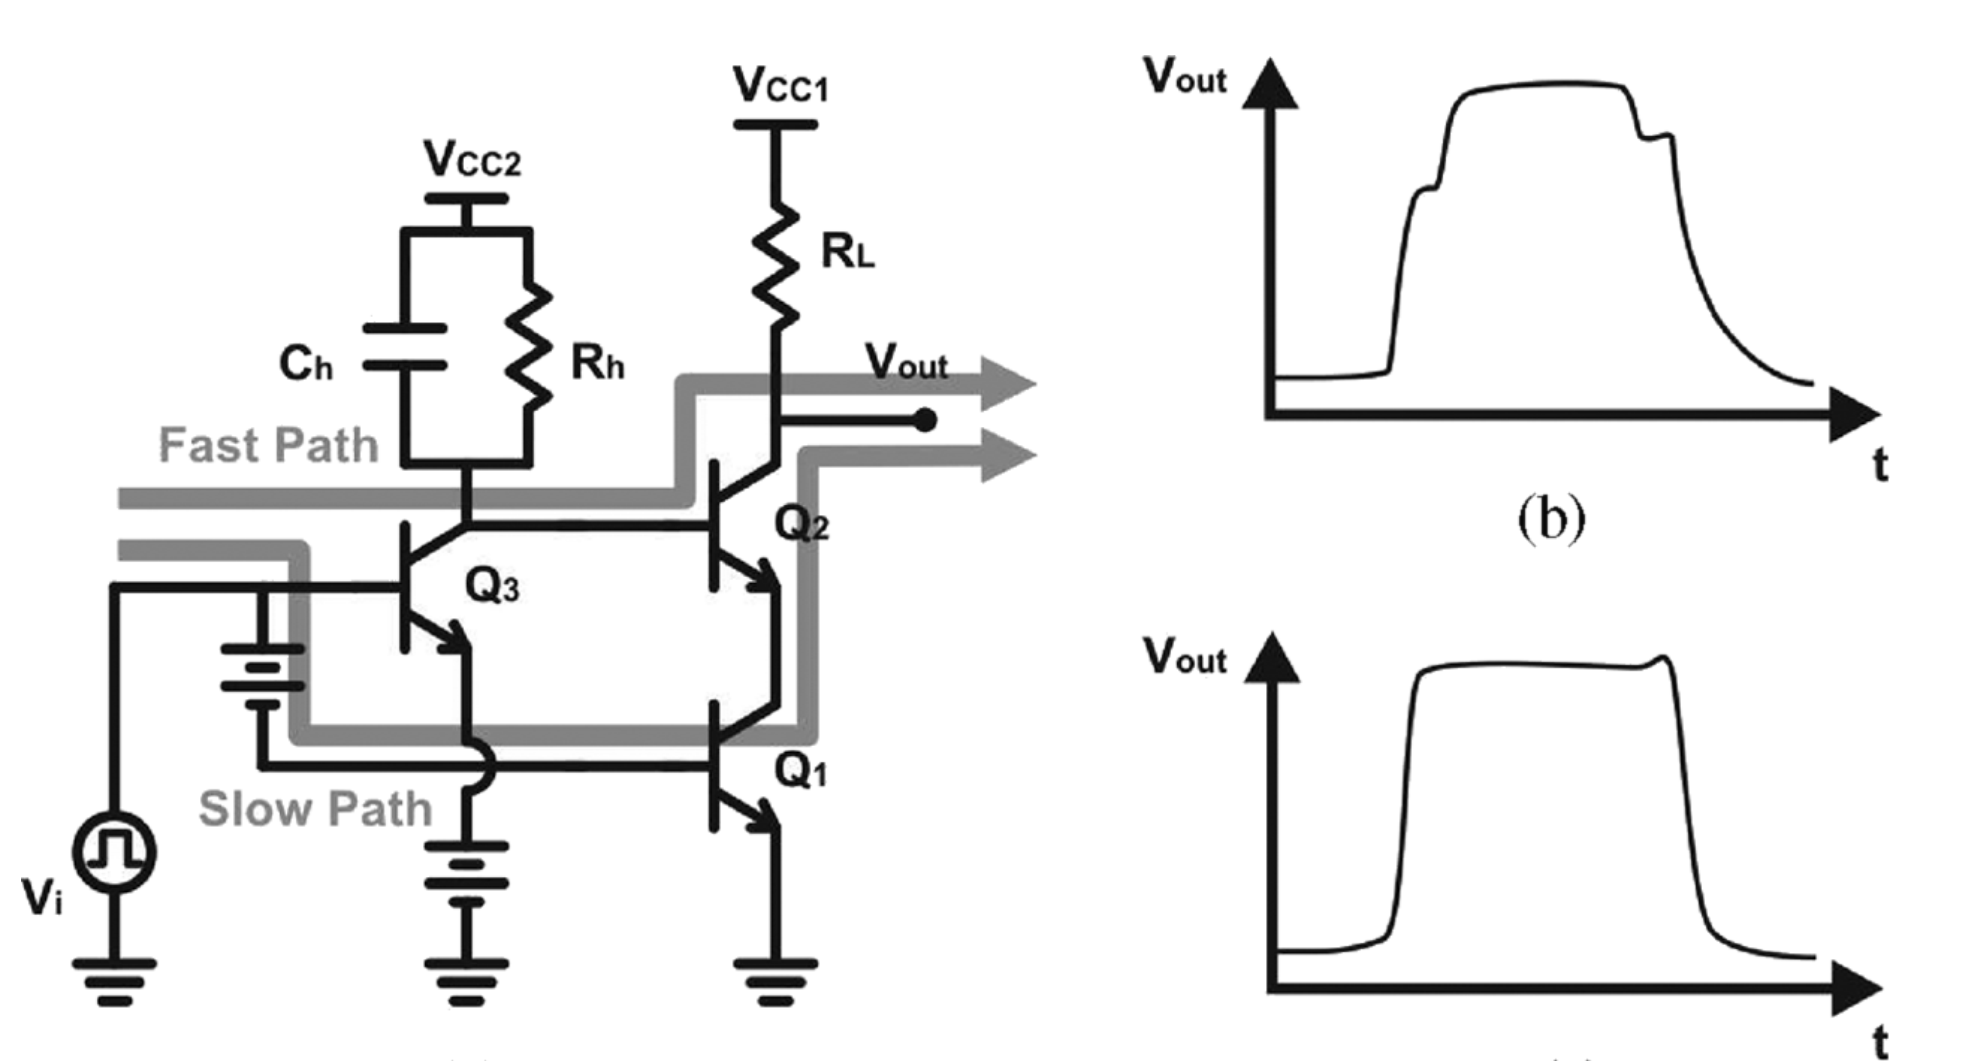 VCC1
VCC2
RL
Ch
Rh
Vout
Fast Path
Q2
Q3
Q1
Slow Path
Vi
Vout
t
(b)
Vout
t